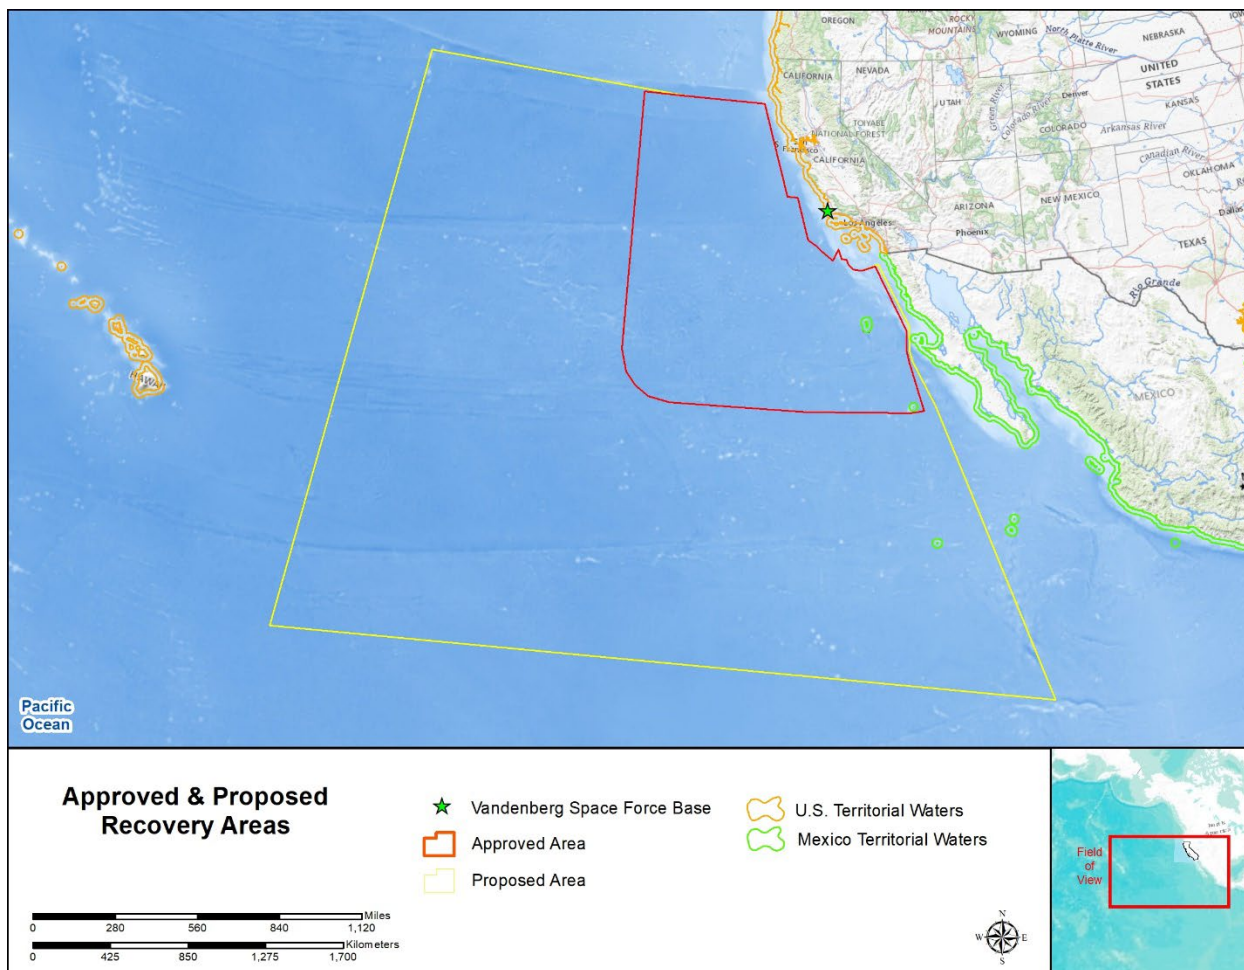 OREGON
ROCKY
MOUNTAINS
WYOMING
North Platte River
NEBRASKA
IOWA
CALIFORNIA
NEVADA
UTAH
UNITED
STATES
Denver
KANSAS
Green River
Colorado River
COLORADO
Arkansas River
TOIYABE
NATIONAL FOREST
San
Francisco
CALIFORNIA
Canadian River
OKLAHOMA
Los Angeles
ARIZONA
Phoenix
NEW MEXICO
Dallas
TEXAS
Rio Grande
HAWAII
MEXICO
Pacific
Ocean
Approved & Proposed
Recovery Areas
Vandenberg Space Force Base
Approved Area
Proposed Area
U.S. Territorial Waters
Mexico Territorial Waters
Miles
0 280 560 840 1,120
Kilometers
0 425 850 1,275 1,700
N
W E
S
Field
of
View